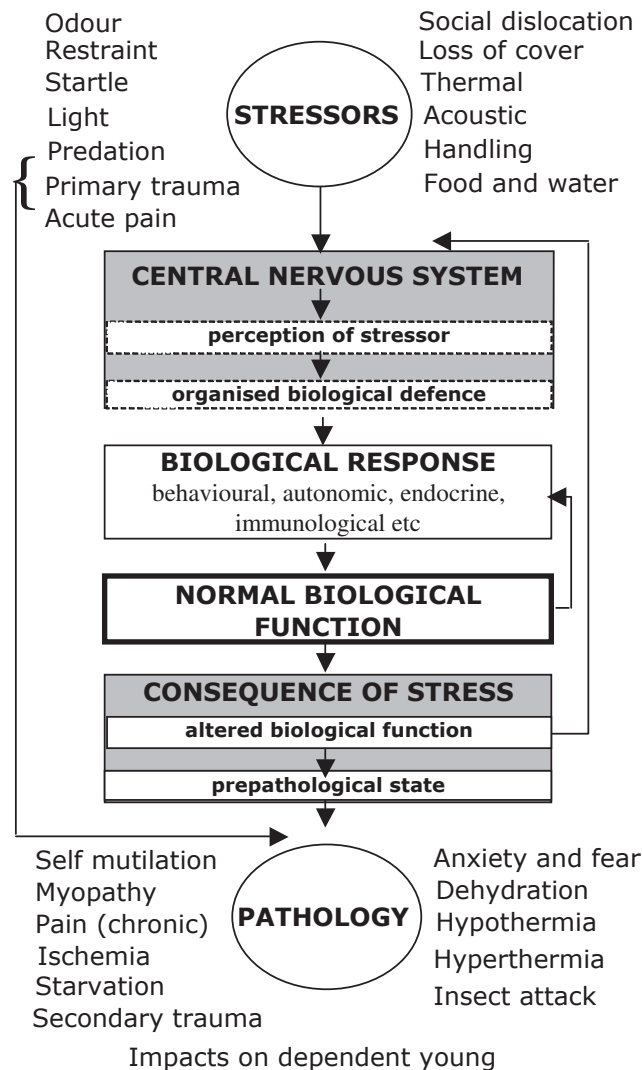 Odour
Restraint
Startle
Light
Predation
Primary trauma
Acute pain
STRESSORS
Social dislocation
Loss of cover
Thermal
Acoustic
Handling
Food and water
CENTRAL NERVOUS SYSTEM
perception of stressor
organised biological defence
BIOLOGICAL RESPONSE
behavioural, autonomic, endocrine,
immunological etc
NORMAL BIOLOGICAL
FUNCTION
CONSEQUENCE OF STRESS
altered biological function
prepathological state
Self mutilation
Myopathy
Pain (chronic)
Ischemia
Starvation
Secondary trauma
PATHOLOGY
Anxiety and fear
Dehydration
Hypothermia
Hyperthermia
Insect attack
Impacts on dependent young